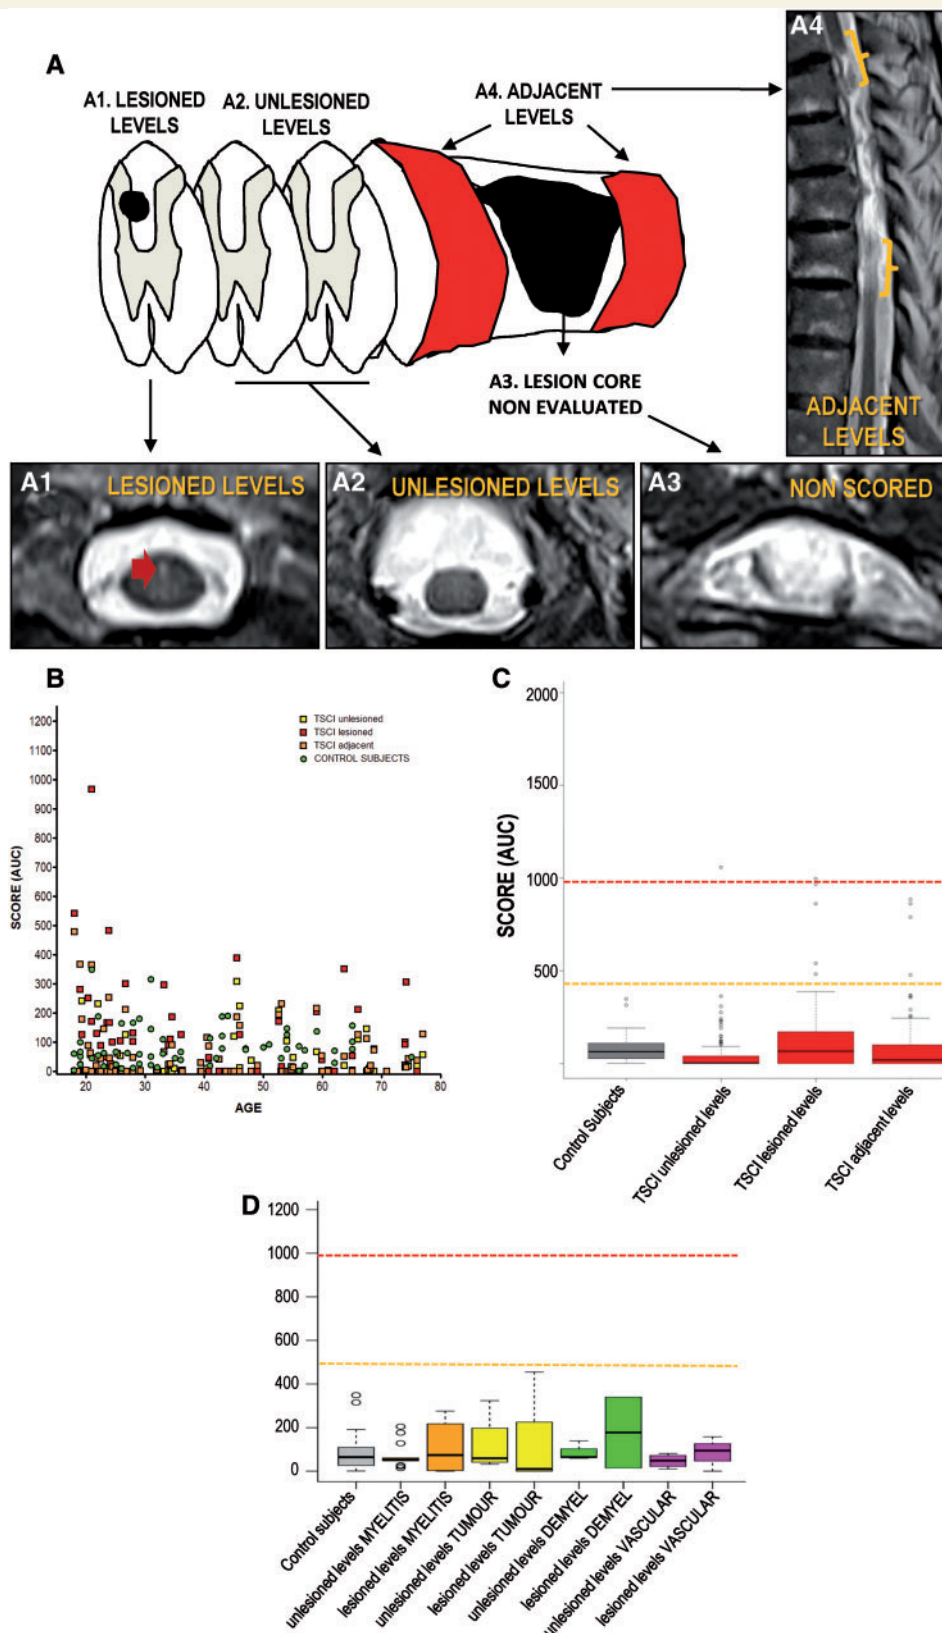 A
A1. LESIONED
LEVELS
A2. UNLESIONED
LEVELS
A4. ADJACENT
LEVELS
A3. LESION CORE
NON EVALUATED
A4
ADJACENT
LEVELS
A1
LESIONED LEVELS
A2
UNLESIONED LEVELS
A3
NON SCORED
B
1200
1100
1000
900
800
700
600
500
400
300
200
100
0
SCORE (AUC)
20 30 40 50 60 70 80
AGE
TSCI unlesioned
TSCI lesioned
TSCI adjacent
CONTROL SUBJECTS
C
2000
1500
1000
500
SCORE (AUC)
Control Subjects
TSCI unlesioned levels
TSCI lesioned levels
TSCI adjacent levels
D
1200
1000
800
600
400
200
0
Control subjects
unlesioned levels MYELITIS
lesioned levels MYELITIS
unlesioned levels TUMOUR
lesioned levels TUMOUR
unlesioned levels DEMYEL
lesioned levels DEMYEL
unlesioned levels VASCULAR
lesioned levels VASCULAR